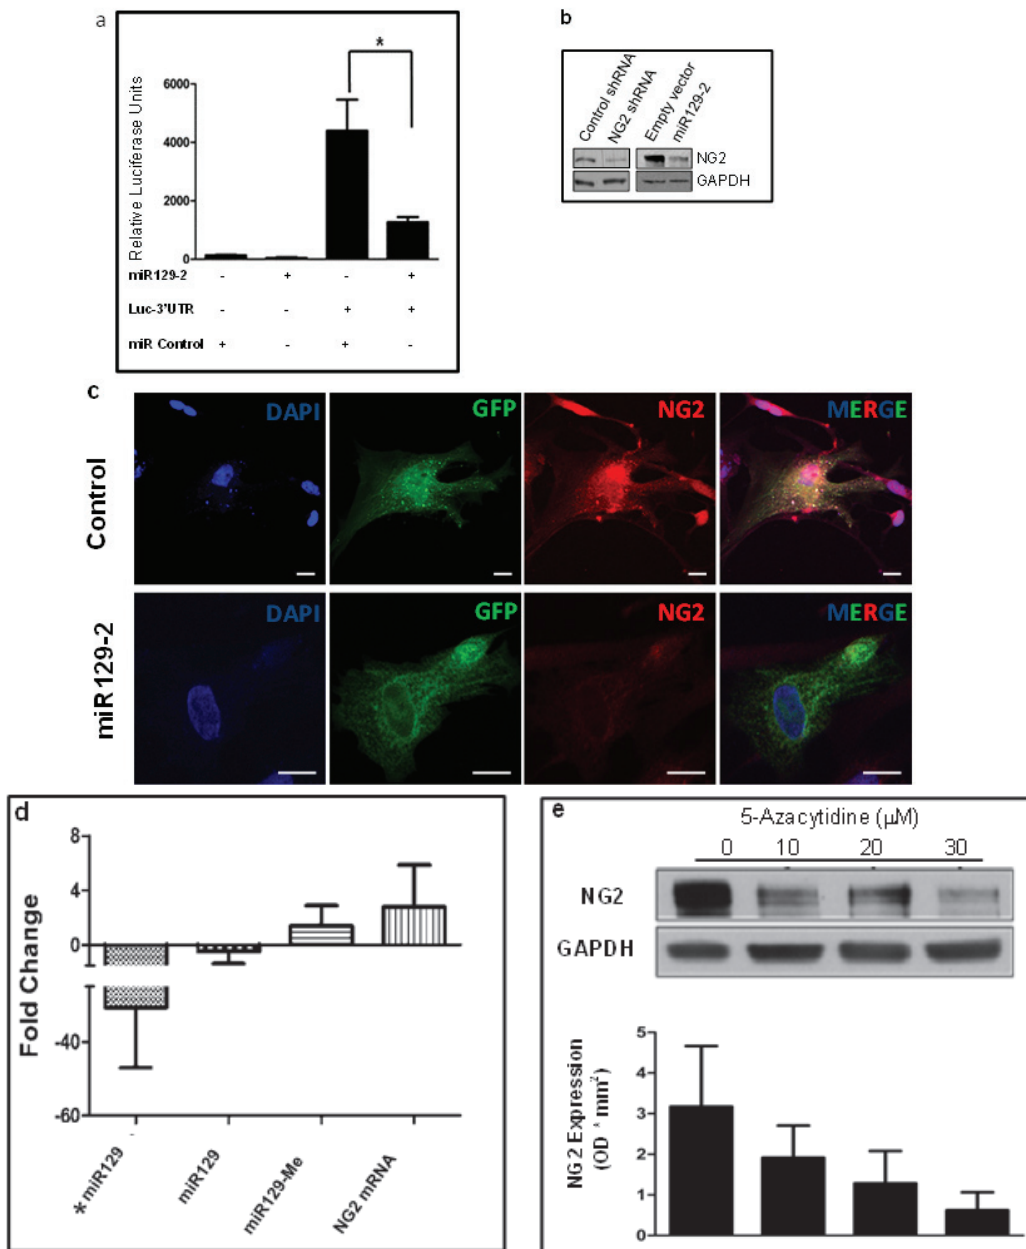 a
*
Relative Luciferase Units
6000
4000
2000
0
miR129-2 - + - +
Luc-3'UTR - - + +
miR Control + - + -
b
Control shRNA
NG2 shRNA
Empty vector
miR129-2
NG2
GAPDH
c
Control
DAPI GFP NG2 MERGE
miR129-2
DAPI GFP NG2 MERGE
d
Fold Change
8
4
0
-40
-60
* miR129
miR129
miR129-Me
NG2 mRNA
e
5-Azacytidine (µM)
0 10 20 30
NG2
GAPDH
NG2 Expression
(OD * mm²)
5
4
3
2
1
0